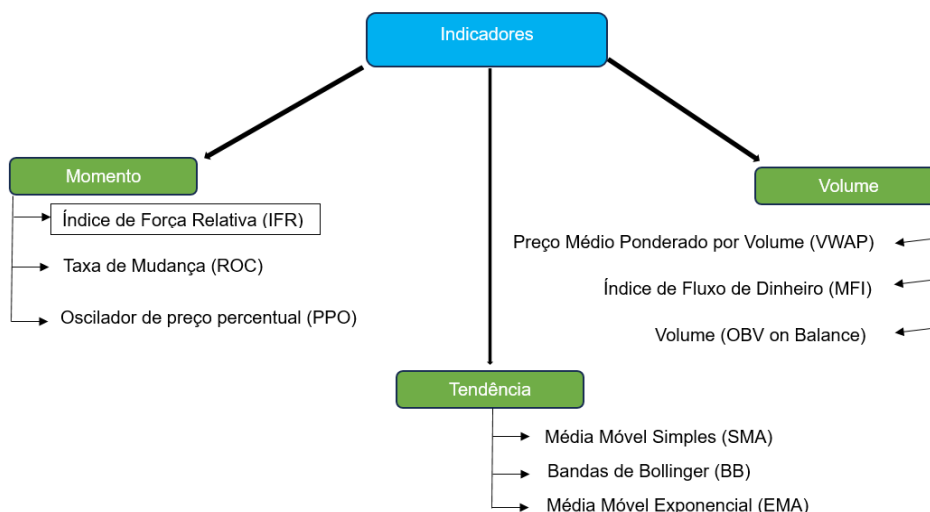 Indicadores
Momento
Índice de Força Relativa (IFR)
Taxa de Mudança (ROC)
Oscilador de preço percentual (PPO)
Volume
Preço Médio Ponderado por Volume (VWAP)
Índice de Fluxo de Dinheiro (MFI)
Volume (OBV on Balance)
Tendência
Média Móvel Simples (SMA)
Bandas de Bollinger (BB)
Média Móvel Exponencial (EMA)